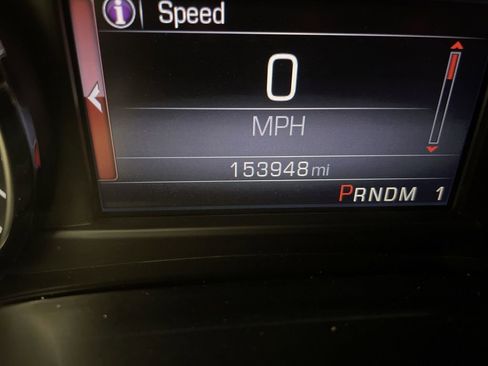 i Speed
0
MPH
153948 mi
PRNDM 1